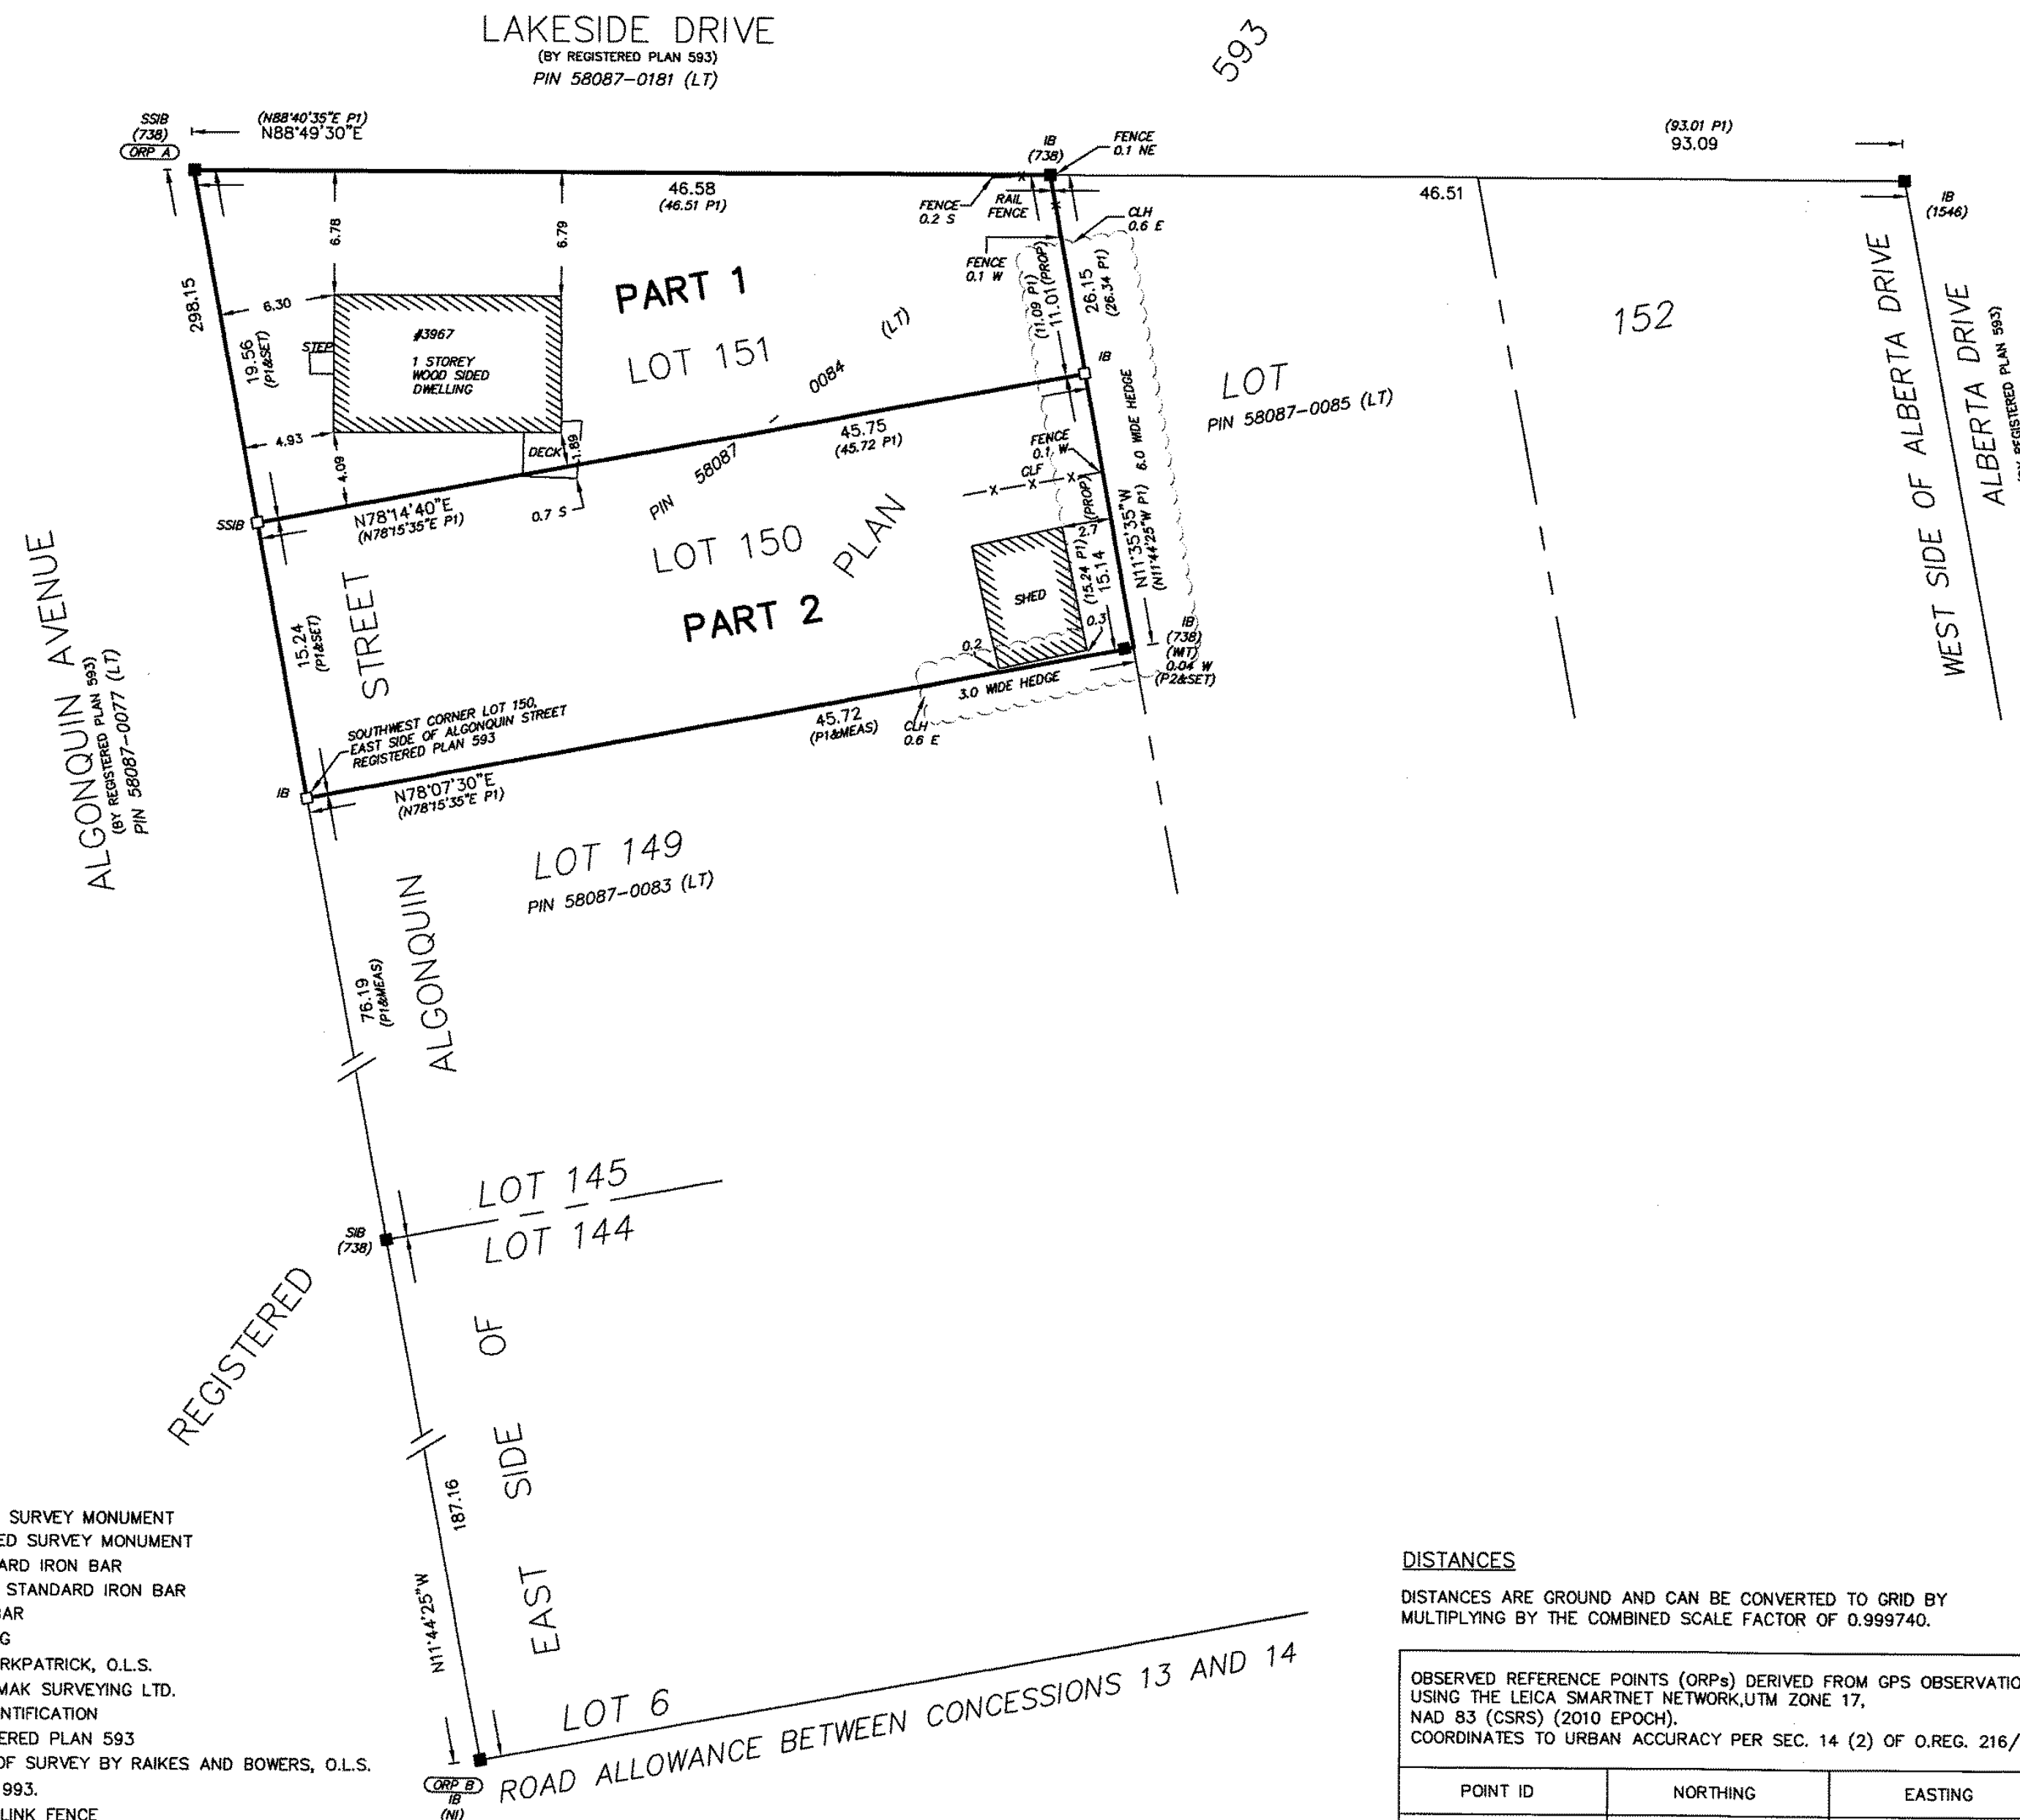 LAKESIDE DRIVE
(BY REGISTERED PLAN 593)
PIN 58087-0181 (LT)
593
SSIB
(738)
ORP A
(N88°40'35"E P1)
N88°49'30"E
IB
(738)
FENCE
0.1 NE
(93.01 P1)
93.09
46.58
(46.51 P1)
FENCE
0.2 S
RAIL
FENCE
CLH
0.6 E
46.51
IB
(1546)
6.78
6.79
298.15
FENCE
0.1 W
(11.09 P1)
11.01(PROP)
26.15
(26.34 P1)
PART 1
LOT 151
6.30
19.56
(P1&SET)
STEP
#3967
1 STOREY
WOOD SIDED
DWELLING
4.93
4.09
DECK
1.89
0.7 S
PIN 58087 - 0084 (LT)
IB
45.75
(45.72 P1)
6.0 WIDE HEDGE
LOT
PIN 58087-0085 (LT)
152
WEST SIDE OF ALBERTA DRIVE
ALBERTA DRIVE
(BY REGISTERED PLAN 593)
SSIB
N78°14'40"E
(N78°15'35"E P1)
FENCE
0.1 W
CLF
LOT 150
PLAN
PART 2
SHED
2.7
(PROP)
(15.24 P1)
15.14
N11°35'35"W
(N11°44'25"W P1)
0.2
0.3
IB
(738)
(WIT)
0.04 W
(P2&SET)
3.0 WIDE HEDGE
CLH
0.6 E
45.72
(P1&MEAS)
ALGONQUIN AVENUE
(BY REGISTERED PLAN 593)
PIN 58087-0077 (LT)
15.24
(P1&SET)
STREET
SOUTHWEST CORNER LOT 150,
EAST SIDE OF ALGONQUIN STREET
REGISTERED PLAN 593
IB
N78°07'30"E
(N78°15'35"E P1)
LOT 149
PIN 58087-0083 (LT)
ALGONQUIN
76.19
(P1&MEAS)
LOT 145
LOT 144
SIB
(738)
REGISTERED
EAST SIDE OF
187.16
N11°44'25"W
LOT 6
ROAD ALLOWANCE BETWEEN CONCESSIONS 13 AND 14
ORP B
IB
(NI)
SURVEY MONUMENT
ED SURVEY MONUMENT
ARD IRON BAR
STANDARD IRON BAR
BAR
G
RKPATRICK, O.L.S.
MAK SURVEYING LTD.
NTIFICATION
ERED PLAN 593
OF SURVEY BY RAIKES AND BOWERS, O.L.S.
993.
LINK FENCE
DISTANCES
DISTANCES ARE GROUND AND CAN BE CONVERTED TO GRID BY
MULTIPLYING BY THE COMBINED SCALE FACTOR OF 0.999740.
OBSERVED REFERENCE POINTS (ORPs) DERIVED FROM GPS OBSERVATIO
USING THE LEICA SMARTNET NETWORK,UTM ZONE 17,
NAD 83 (CSRS) (2010 EPOCH).
COORDINATES TO URBAN ACCURACY PER SEC. 14 (2) OF O.REG. 216/
POINT ID NORTHING EASTING